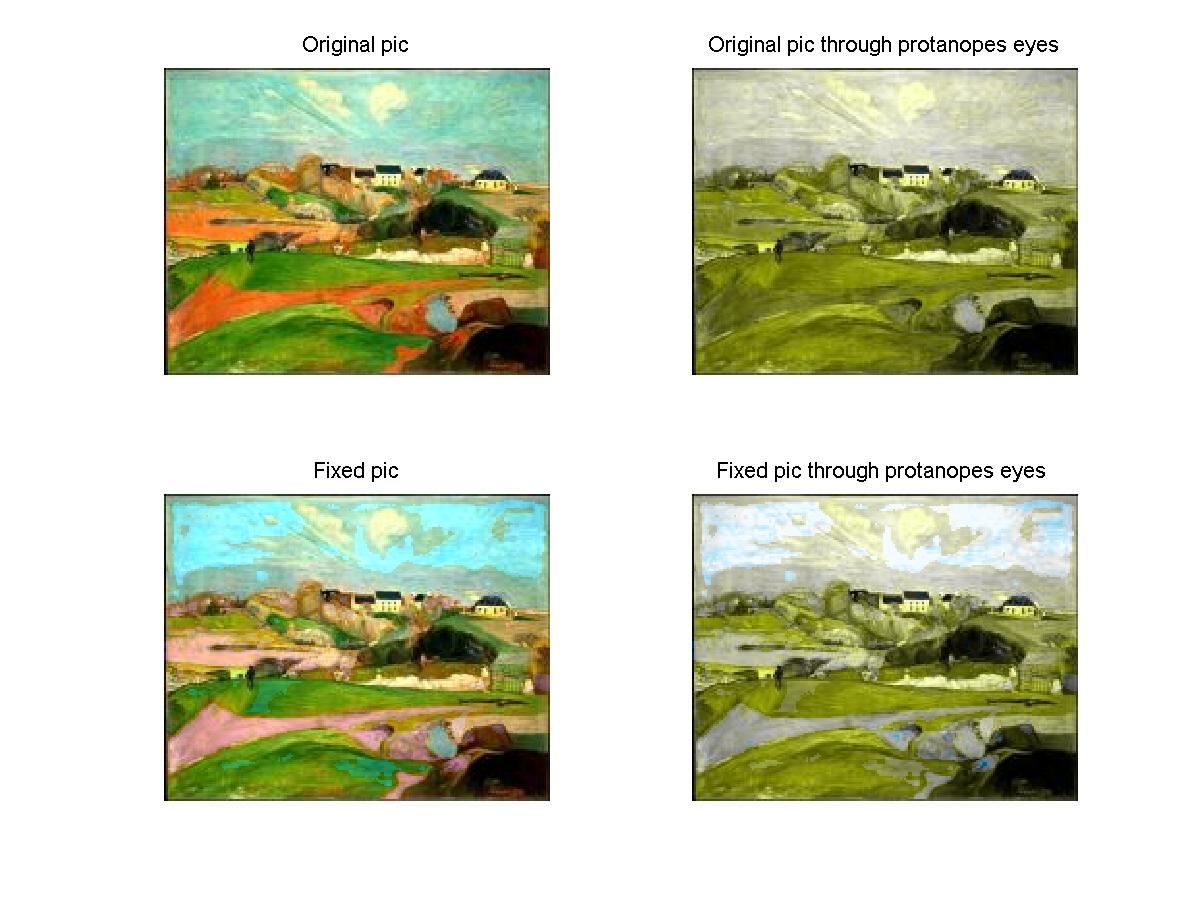 Original pic
Original pic through protanopes eyes
Fixed pic
Fixed pic through protanopes eyes